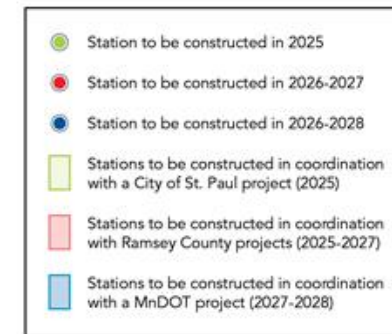 Station to be constructed in 2025
Station to be constructed in 2026-2027
Station to be constructed in 2026-2028
Stations to be constructed in coordination
with a City of St. Paul project (2025)
Stations to be constructed in coordination
with Ramsey County projects (2025-2027)
Stations to be constructed in coordination
with a MnDOT project (2027-2028)